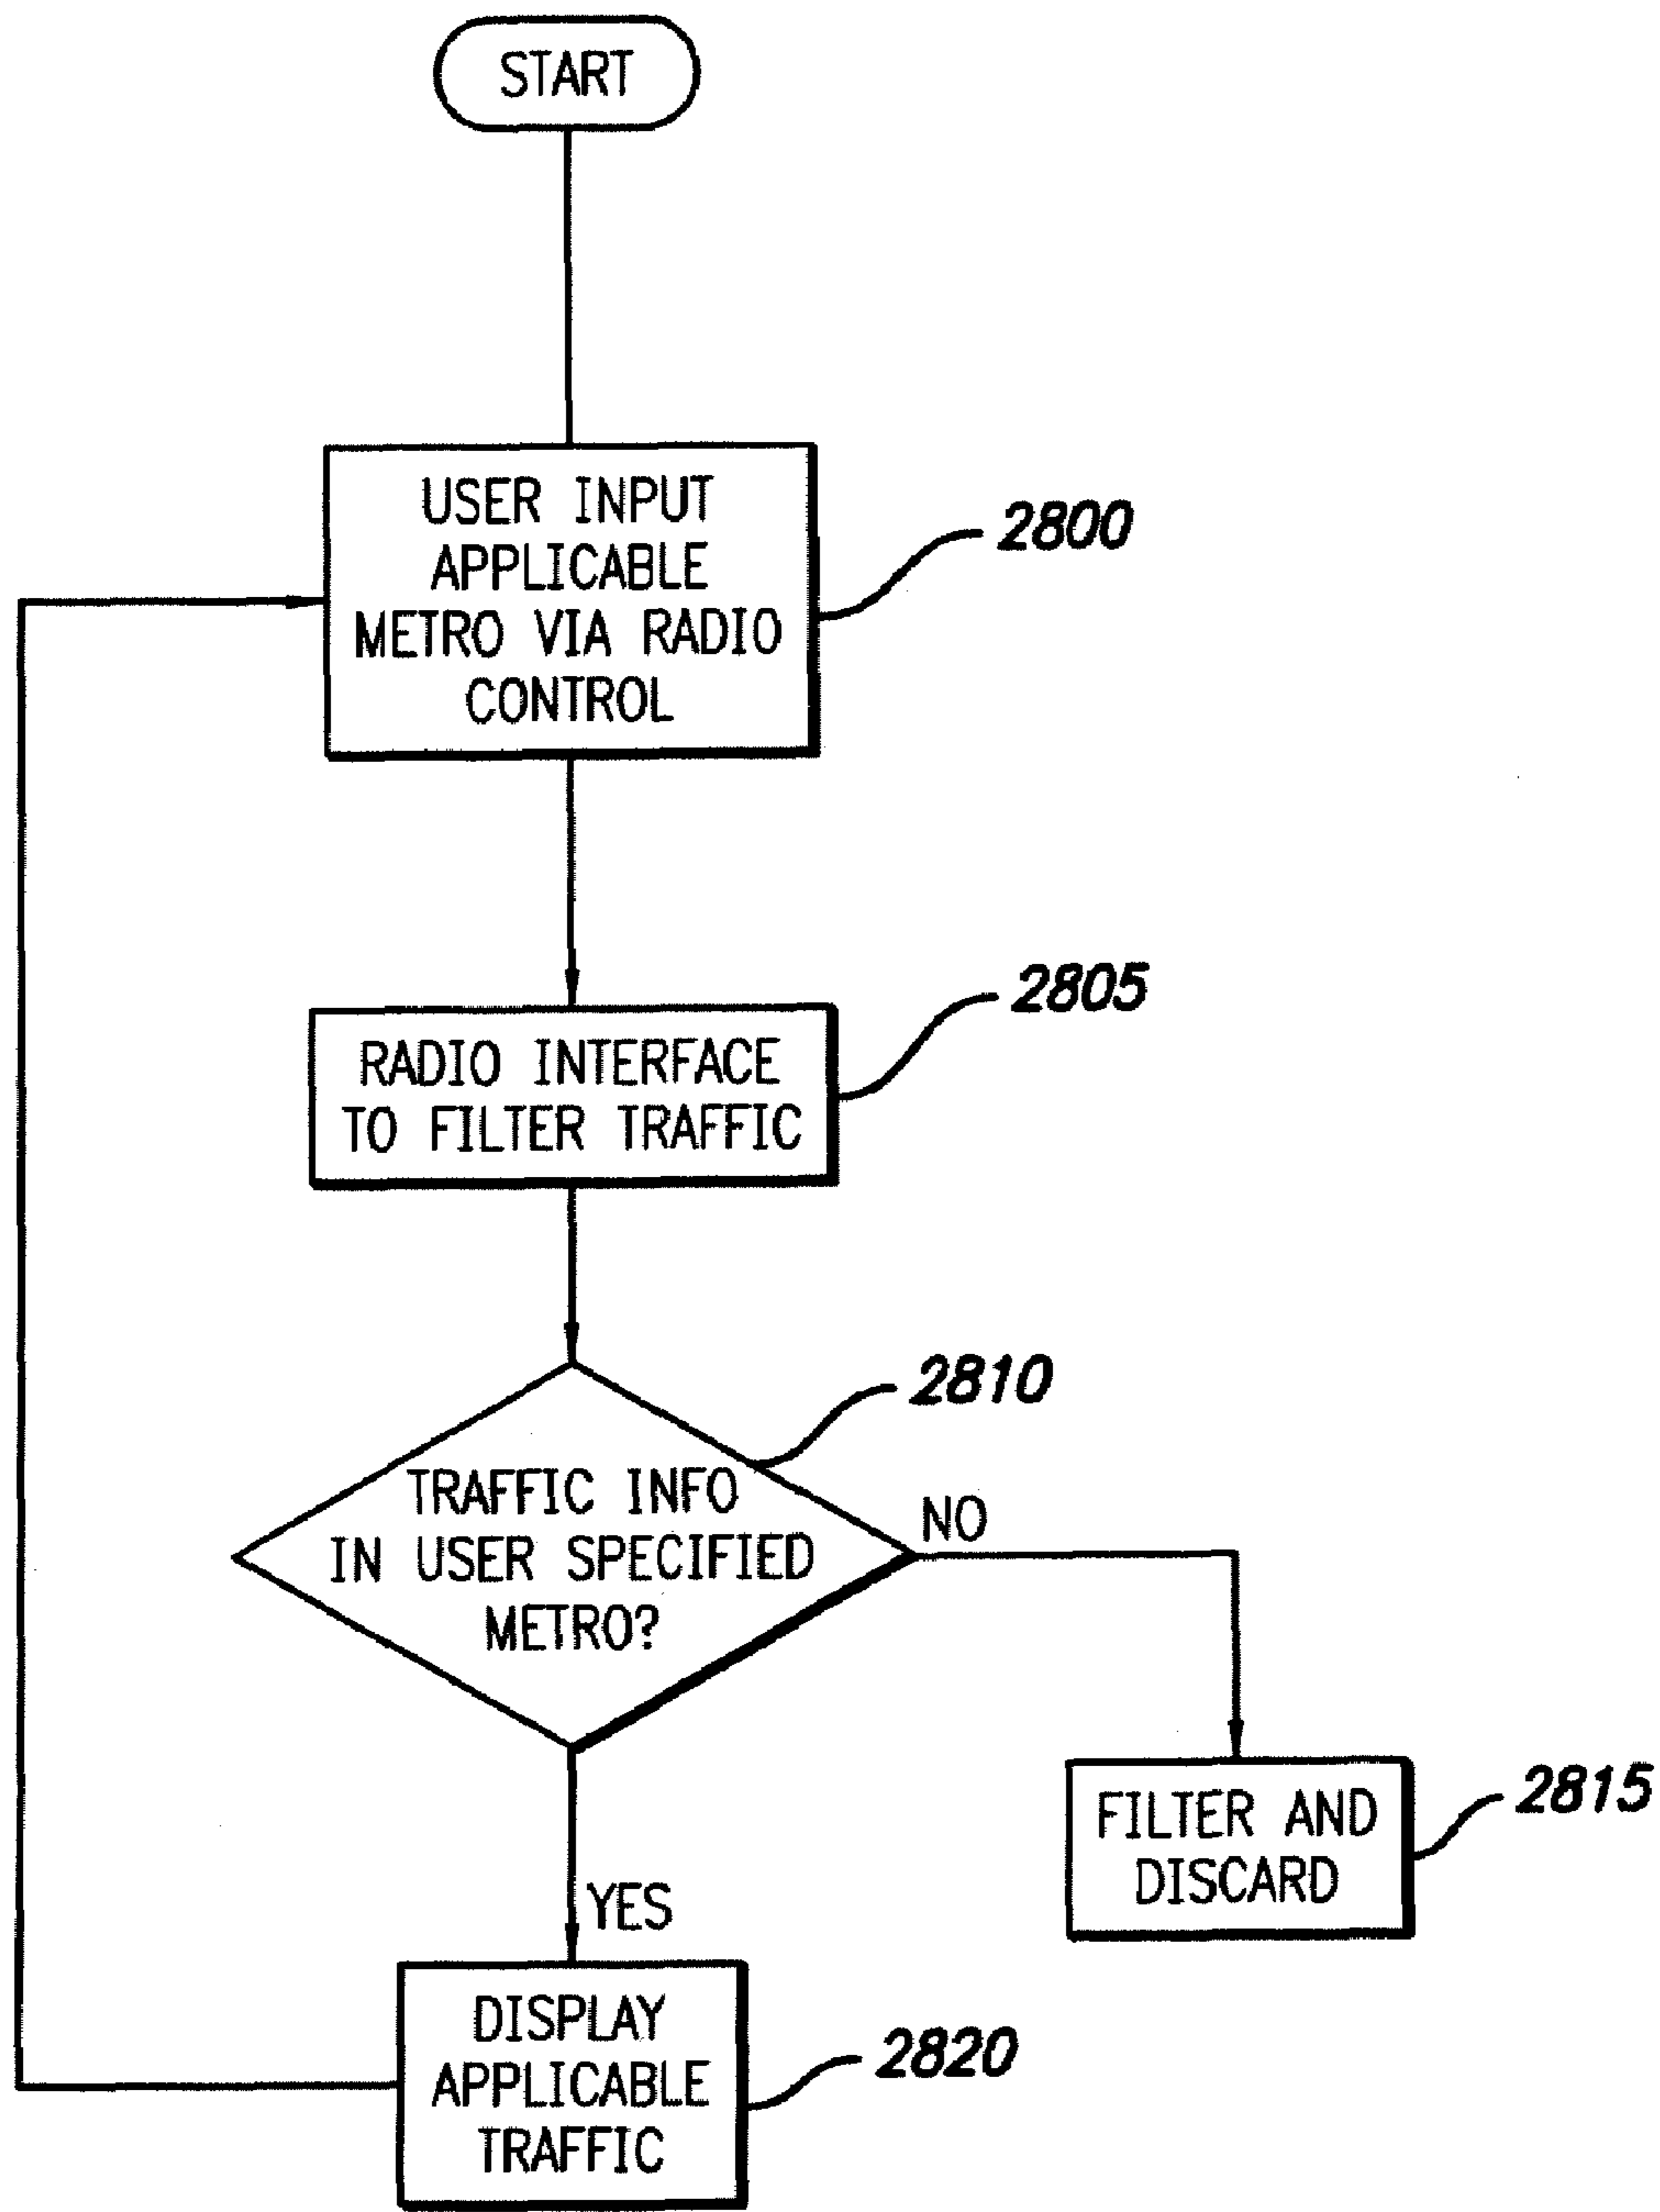 START
USER INPUT
APPLICABLE
METRO VIA RADIO
CONTROL
2800
RADIO INTERFACE
TO FILTER TRAFFIC
2805
TRAFFIC INFO
IN USER SPECIFIED
METRO?
2810
NO
FILTER AND
DISCARD
2815
YES
DISPLAY
APPLICABLE
TRAFFIC
2820